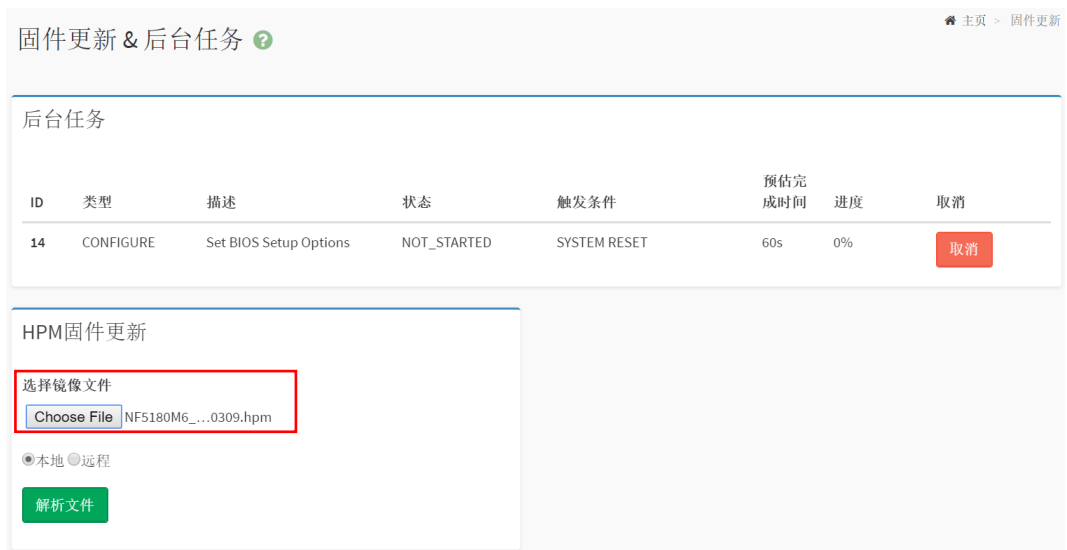 主页 > 固件更新
固件更新 & 后台任务
后台任务
ID 类型 描述 状态 触发条件 预估完成时间 进度 取消
14 CONFIGURE Set BIOS Setup Options NOT_STARTED SYSTEM RESET 60s 0% 取消
HPM固件更新
选择镜像文件
Choose File NF5180M6_...0309.hpm
本地 远程
解析文件